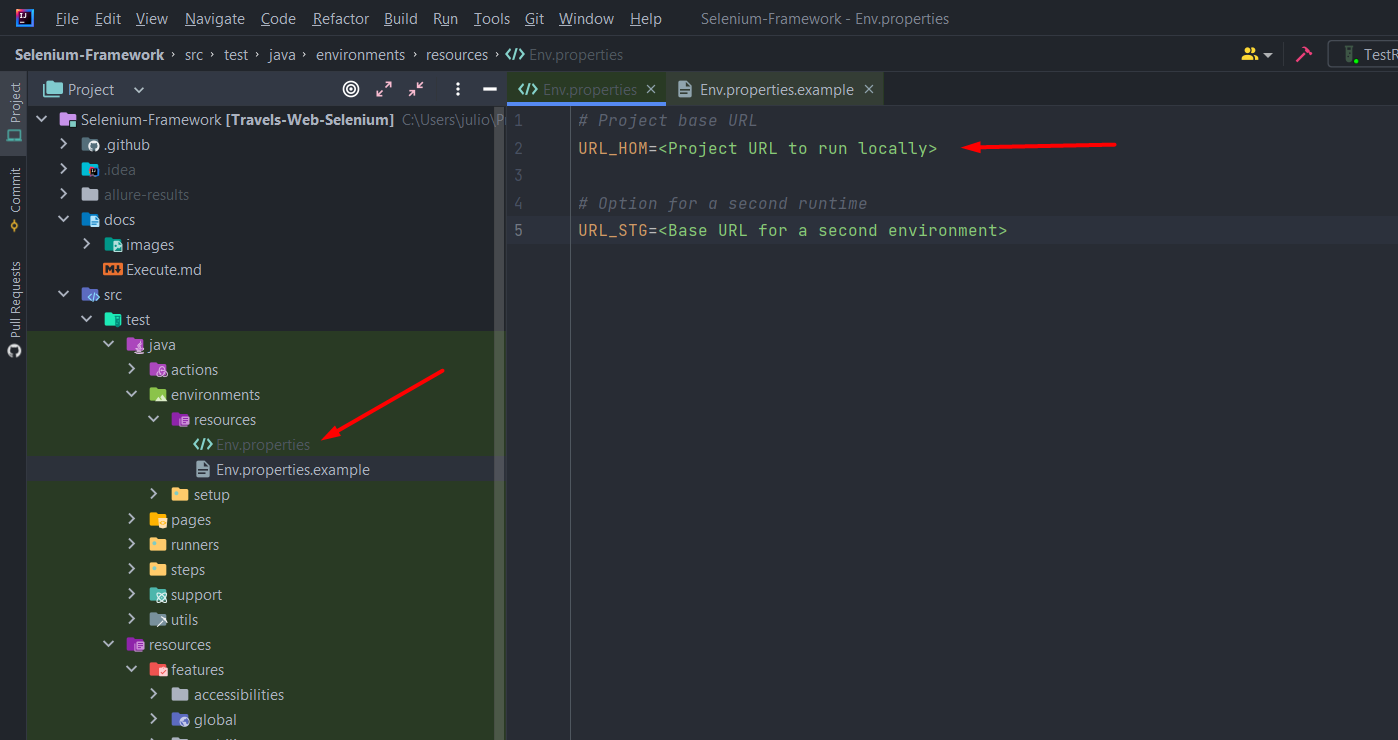 File Edit View Navigate Code Refactor Build Run Tools Git Window Help Selenium-Framework - Env.properties
Selenium-Framework › src › test › java › environments › resources › Env.properties
TestR
Project
Commit
Pull Requests
Project
Selenium-Framework [Travels-Web-Selenium] C:\Users\julio\P
.github
.idea
allure-results
docs
images
Execute.md
src
test
java
actions
environments
resources
Env.properties
Env.properties.example
setup
pages
runners
steps
support
utils
resources
features
accessibilities
global
Env.properties Env.properties.example
1 # Project base URL
2 URL_HOM=<Project URL to run locally>
3
4 # Option for a second runtime
5 URL_STG=<Base URL for a second environment>